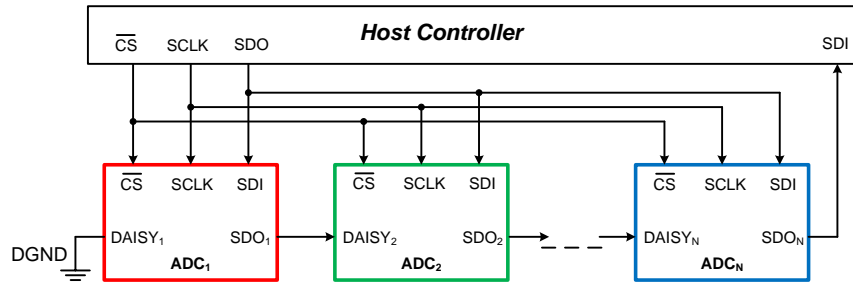 Host Controller
CS SCLK SDO SDI
CS SCLK SDI CS SCLK SDI CS SCLK SDI
DAISY₁ SDO₁ DAISY₂ SDO₂ DAISYN SDON
DGND
ADC₁ ADC₂ ADCN